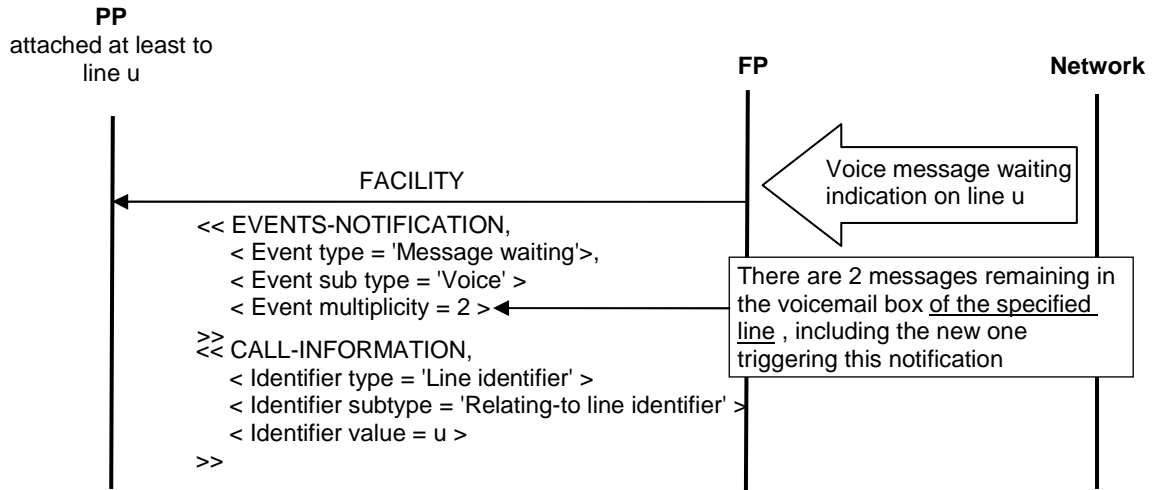 PP
attached at least to
line u
FP
Network
Voice message waiting
indication on line u
FACILITY
<< EVENTS-NOTIFICATION,
< Event type = 'Message waiting'>,
< Event sub type = 'Voice' >
< Event multiplicity = 2 >
>>
There are 2 messages remaining in
the voicemail box of the specified
line , including the new one
triggering this notification
<< CALL-INFORMATION,
< Identifier type = 'Line identifier' >
< Identifier subtype = 'Relating-to line identifier' >
< Identifier value = u >
>>